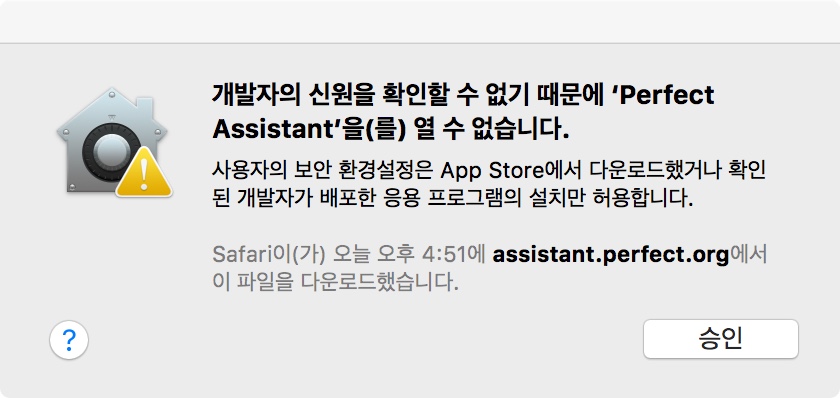 개발자의 신원을 확인할 수 없기 때문에 ‘Perfect
Assistant’을(를) 열 수 없습니다.
사용자의 보안 환경설정은 App Store에서 다운로드했거나 확인
된 개발자가 배포한 응용 프로그램의 설치만 허용합니다.
Safari이(가) 오늘 오후 4:51에 assistant.perfect.org에서
이 파일을 다운로드했습니다.
?
승인